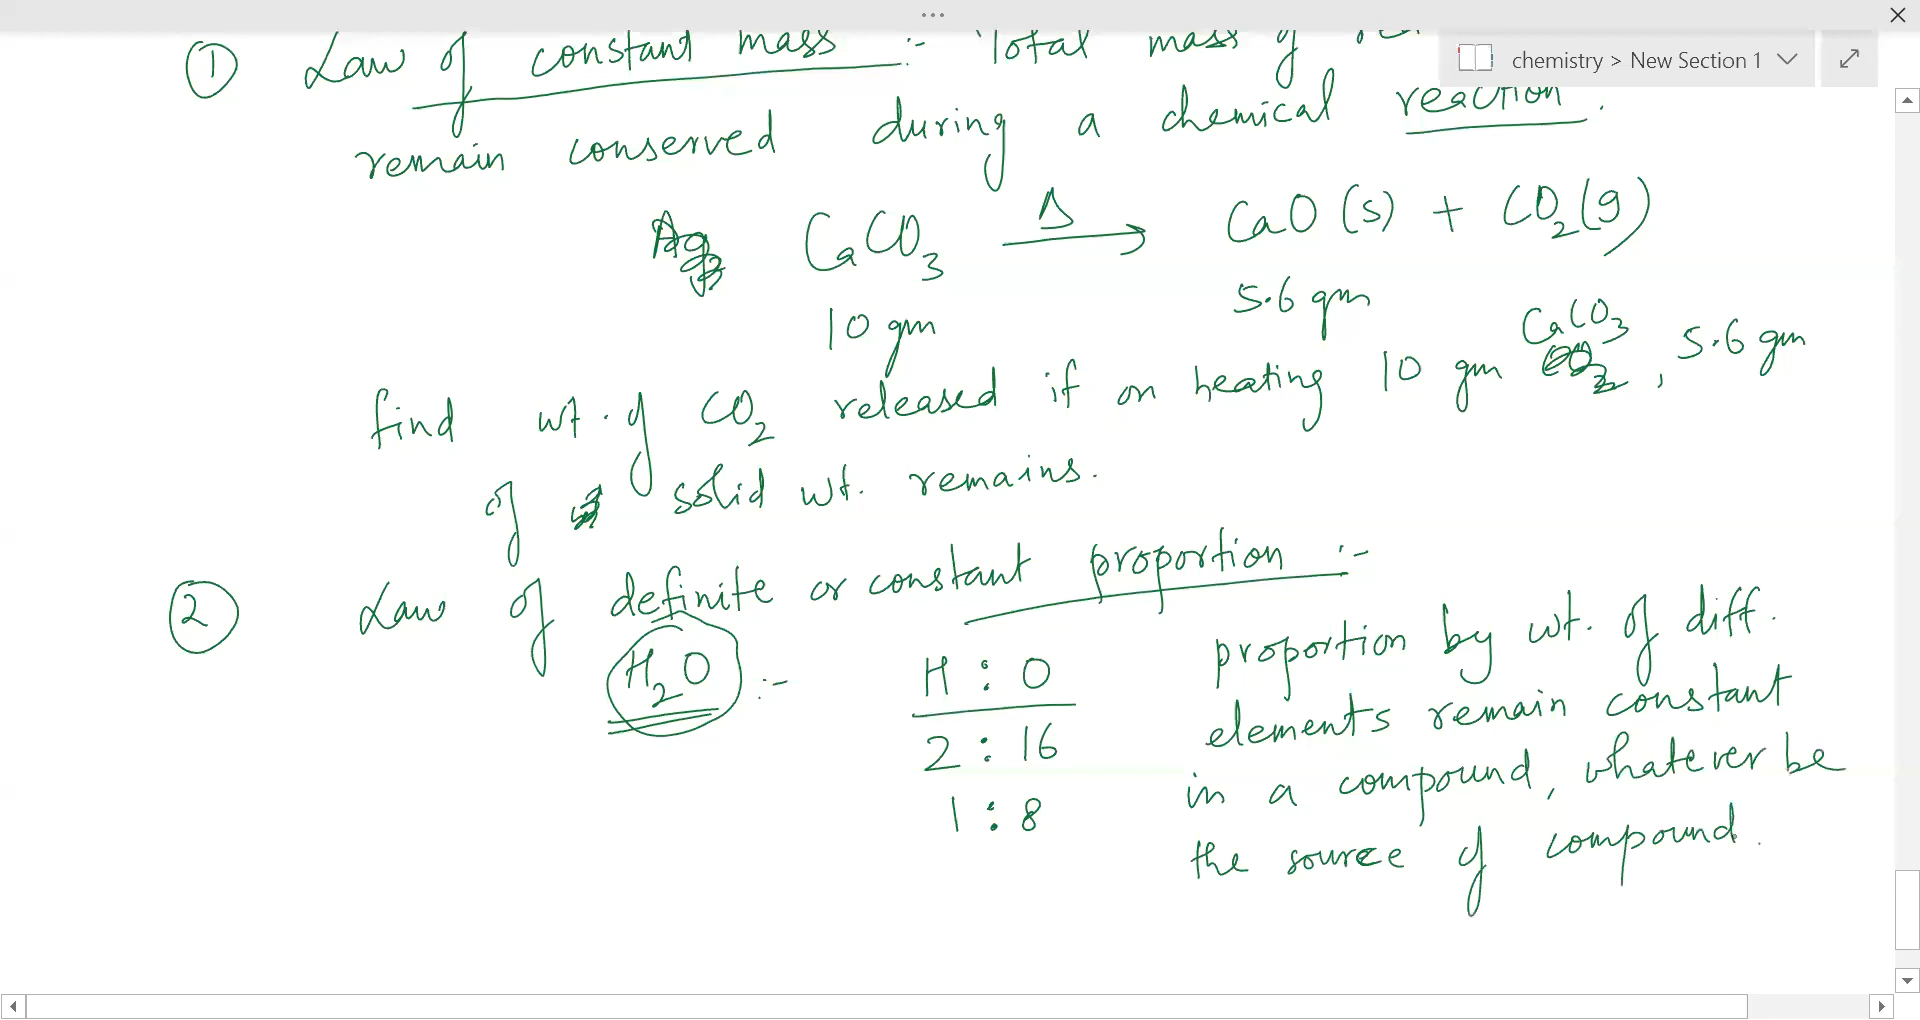 chemistry > New Section 1
① Law of constant mass :- Total mass of
remain conserved during a chemical reaction.
CaCO₃ Δ→ CaO (s) + CO₂ (g)
10 gm 5.6 gm
find wt. of CO₂ released if on heating 10 gm CaCO₃, 5.6 gm
of solid wt. remains.
② Law of definite or constant proportion :-
H₂O :- H : O
2 : 16
1 : 8
proportion by wt. of diff.
elements remain constant
in a compound, whatever be
the source of compound.